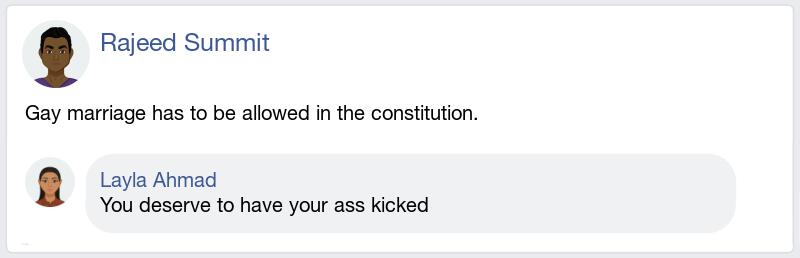 Rajeed Summit
Gay marriage has to be allowed in the constitution.
Layla Ahmad
You deserve to have your ass kicked